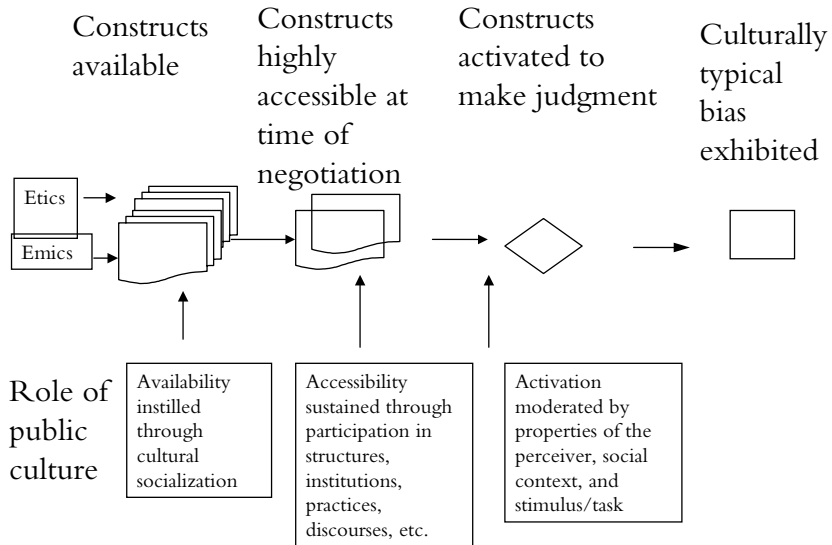 Constructs
available
Constructs
highly
accessible at
time of
negotiation
Constructs
activated to
make judgment
Culturally
typical
bias
exhibited
Etics
Emics
Role of
public
culture
Availability
instilled
through
cultural
socialization
Accessibility
sustained through
participation in
structures,
institutions,
practices,
discourses, etc.
Activation
moderated by
properties of the
perceiver, social
context, and
stimulus/task